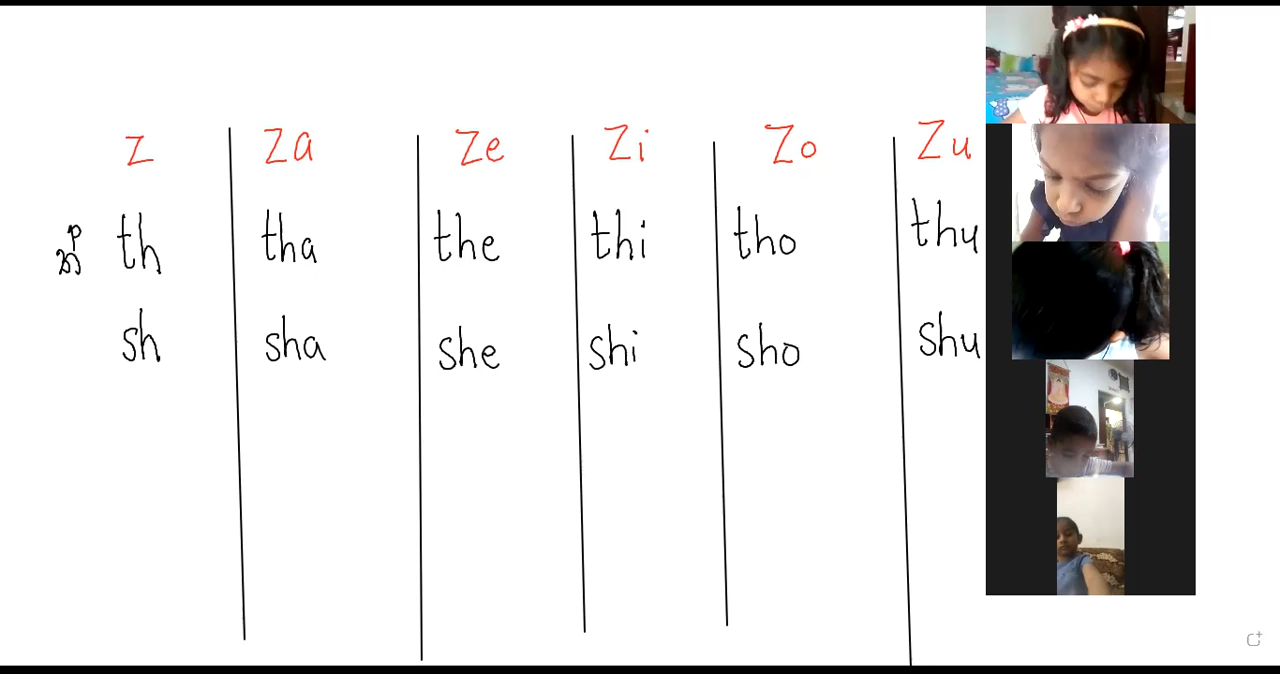 z za ze zi zo zu
ත් th tha the thi tho thu
sh sha she shi sho shu